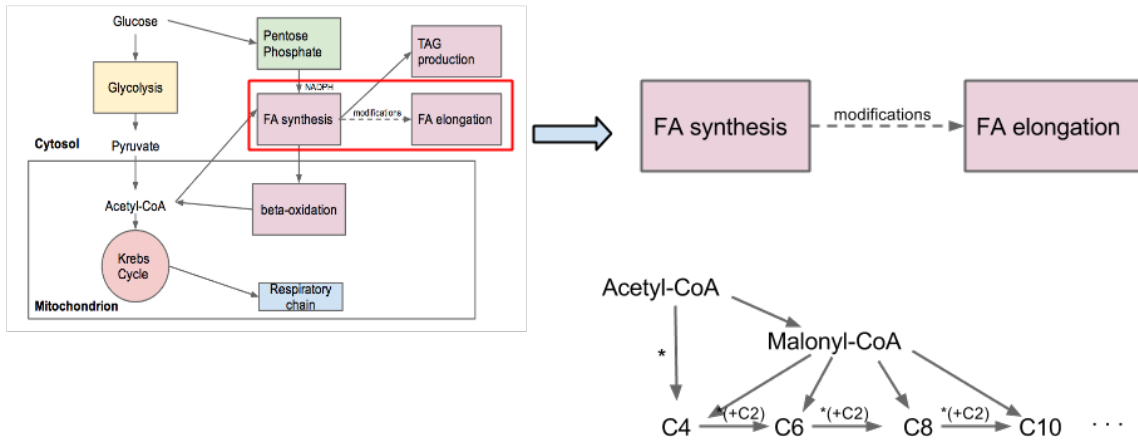 Glucose
Pentose
Phosphate
TAG
production
Glycolysis
NADPH
FA synthesis
modifications
FA elongation
Cytosol
Pyruvate
Acetyl-CoA
beta-oxidation
Krebs
Cycle
Respiratory
chain
Mitochondrion
FA synthesis
modifications
FA elongation
Acetyl-CoA
Malonyl-CoA
*
*(+C2)
*(+C2)
*(+C2)
C4
C6
C8
C10
. . .